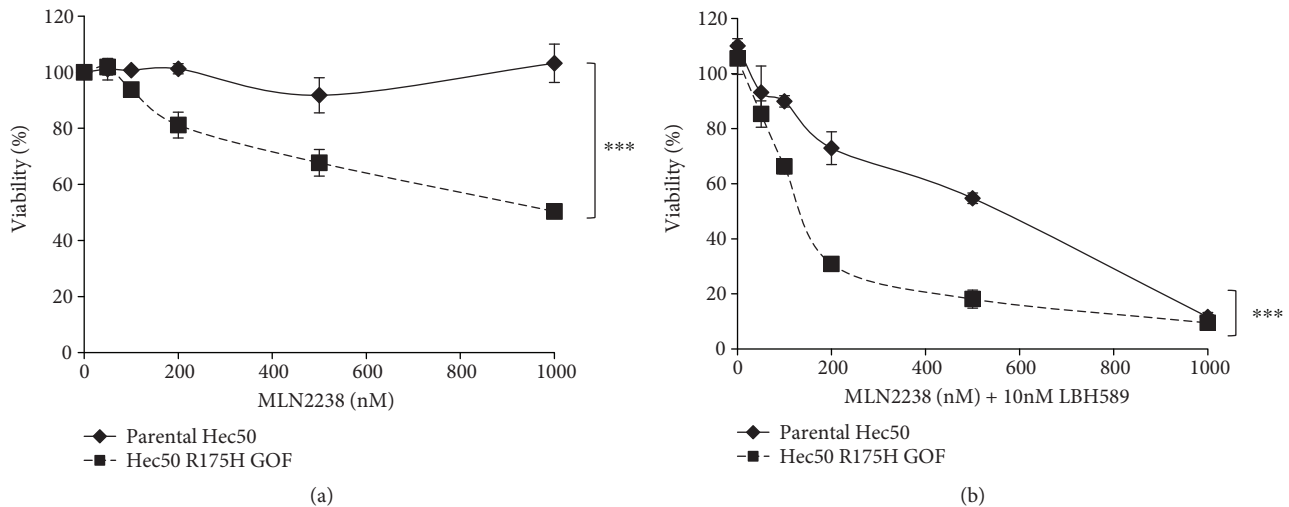 120
100
80
60
40
20
0
Viability (%)
0 200 400 600 800 1000
MLN2238 (nM)
***
Parental Hec50
Hec50 R175H GOF
(a)
120
100
80
60
40
20
0
Viability (%)
0 200 400 600 800 1000
MLN2238 (nM) + 10nM LBH589
***
Parental Hec50
Hec50 R175H GOF
(b)